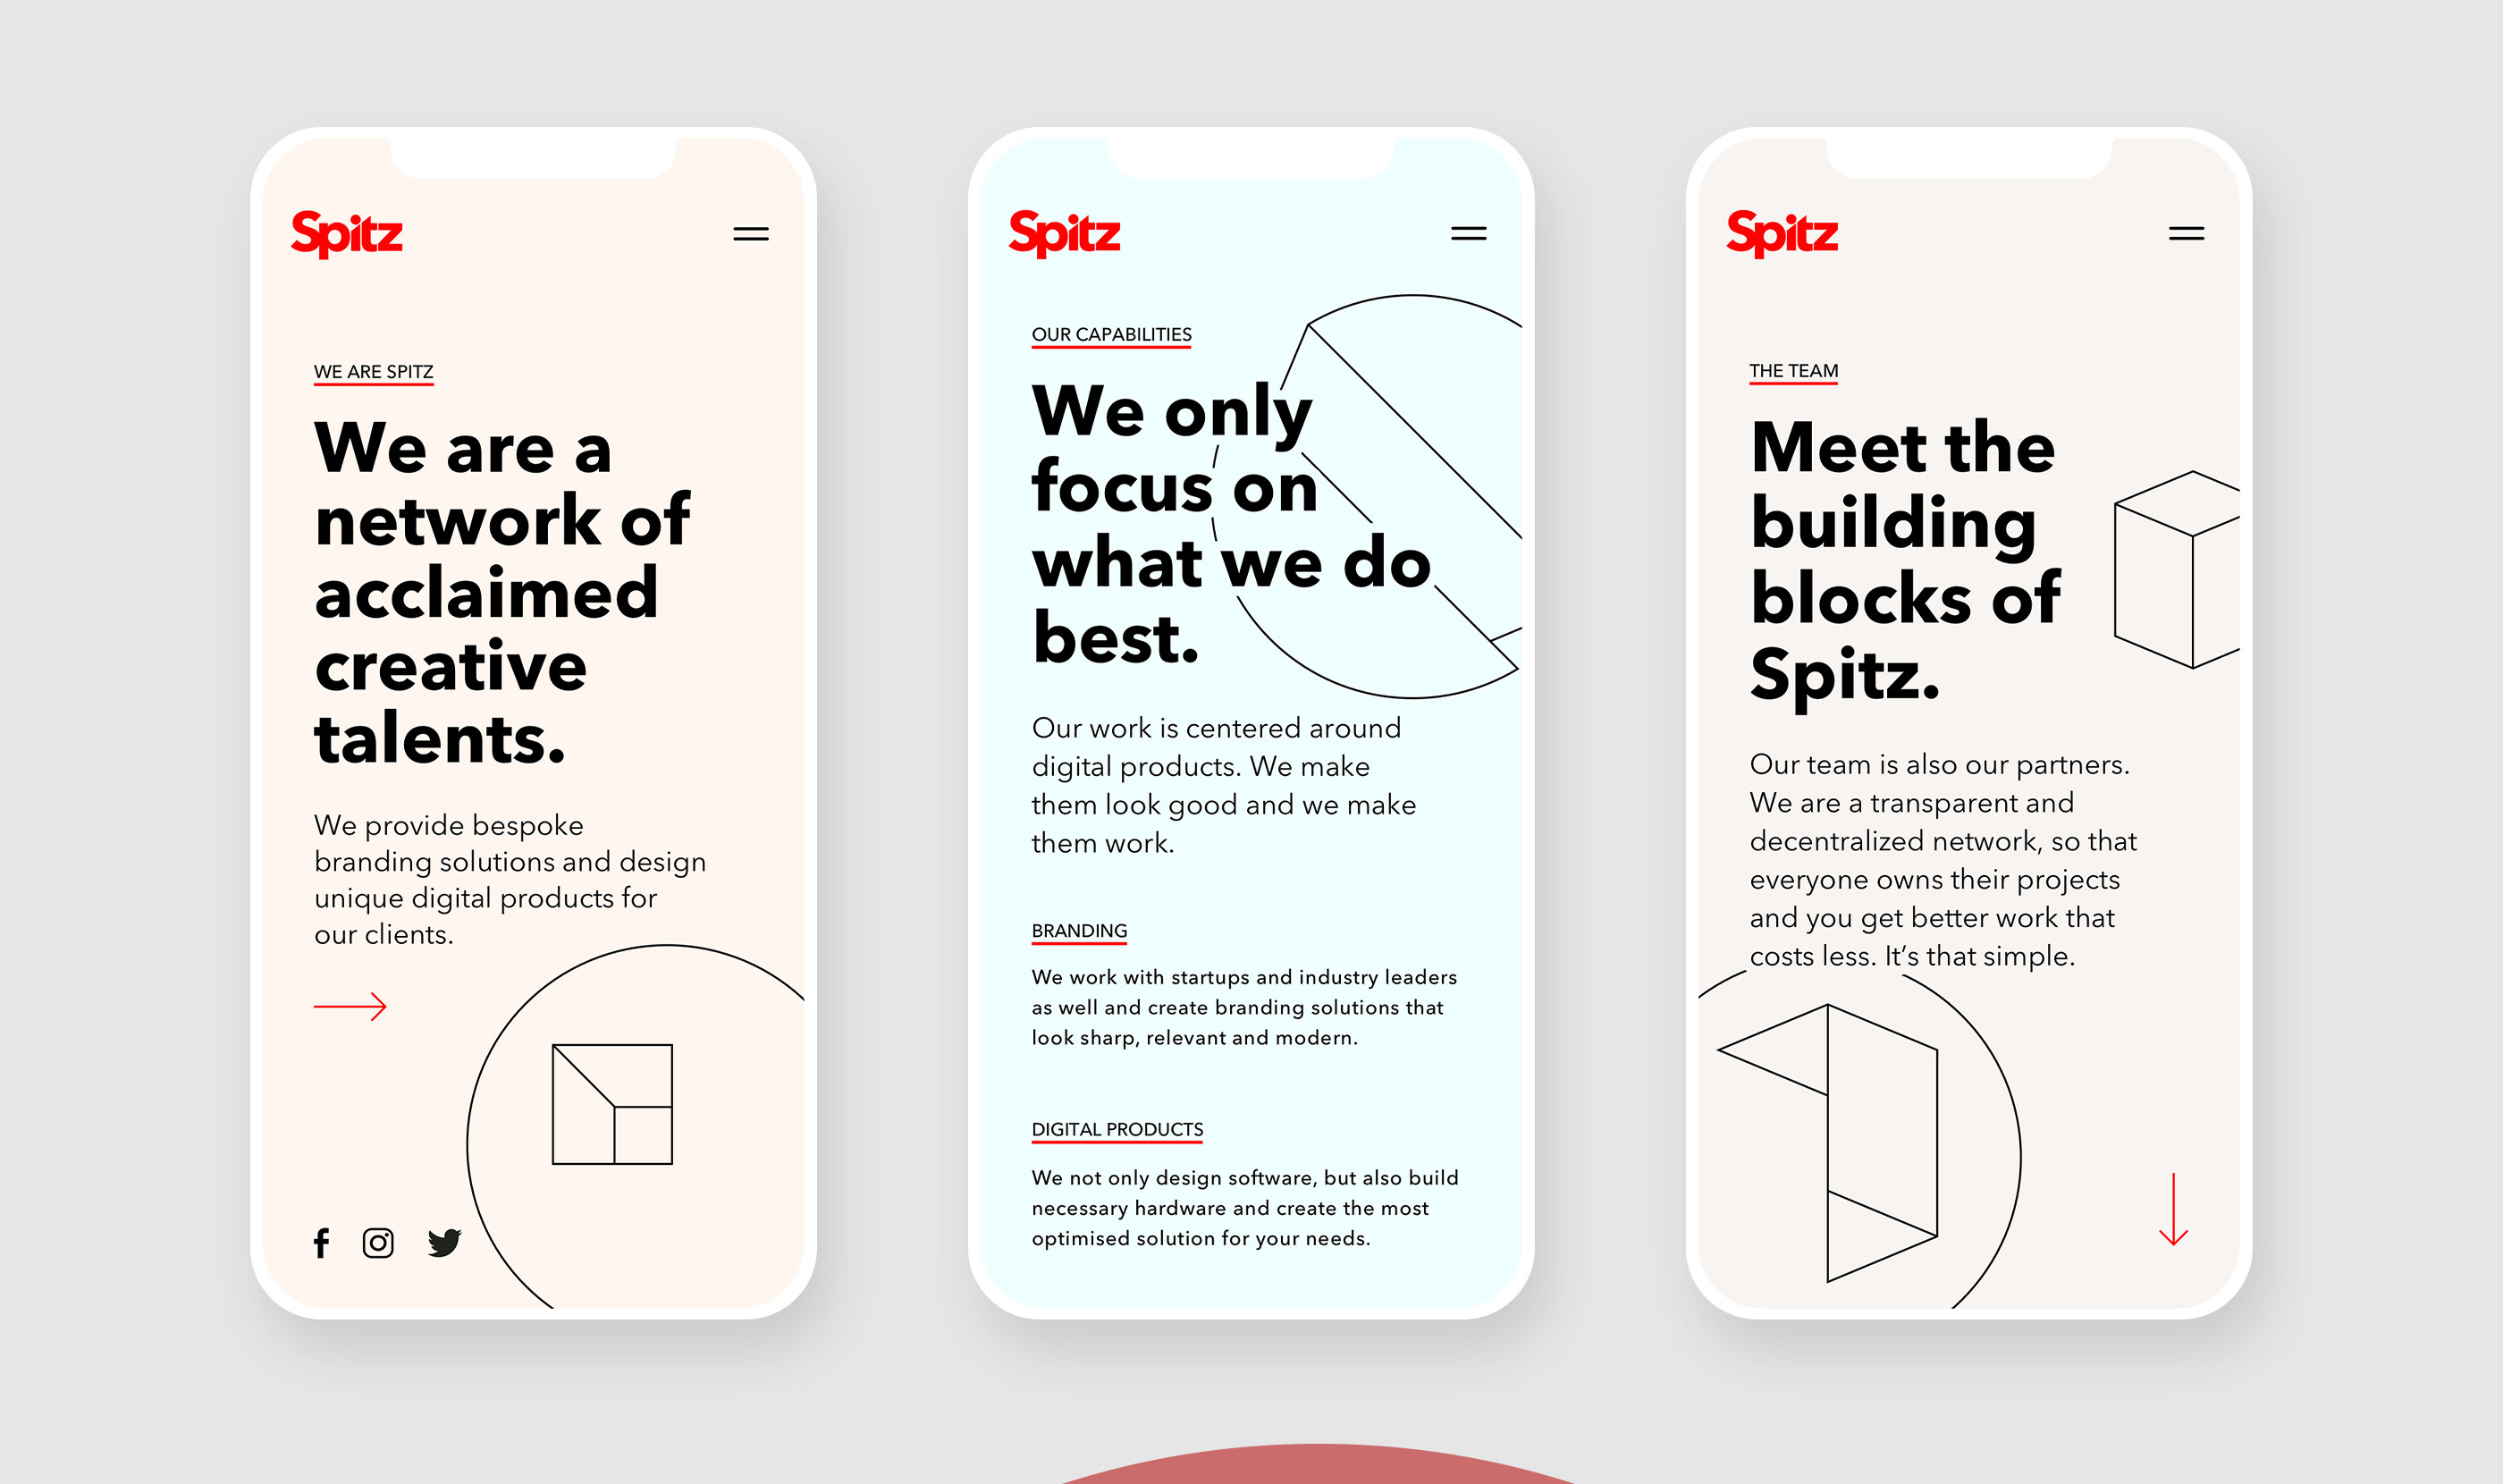 Spitz
WE ARE SPITZ
We are a
network of
acclaimed
creative
talents.
We provide bespoke
branding solutions and design
unique digital products for
our clients.
Spitz
OUR CAPABILITIES
We only
focus on
what we do
best.
Our work is centered around
digital products. We make
them look good and we make
them work.
BRANDING
We work with startups and industry leaders
as well and create branding solutions that
look sharp, relevant and modern.
DIGITAL PRODUCTS
We not only design software, but also build
necessary hardware and create the most
optimised solution for your needs.
Spitz
THE TEAM
Meet the
building
blocks of
Spitz.
Our team is also our partners.
We are a transparent and
decentralized network, so that
everyone owns their projects
and you get better work that
costs less. It’s that simple.